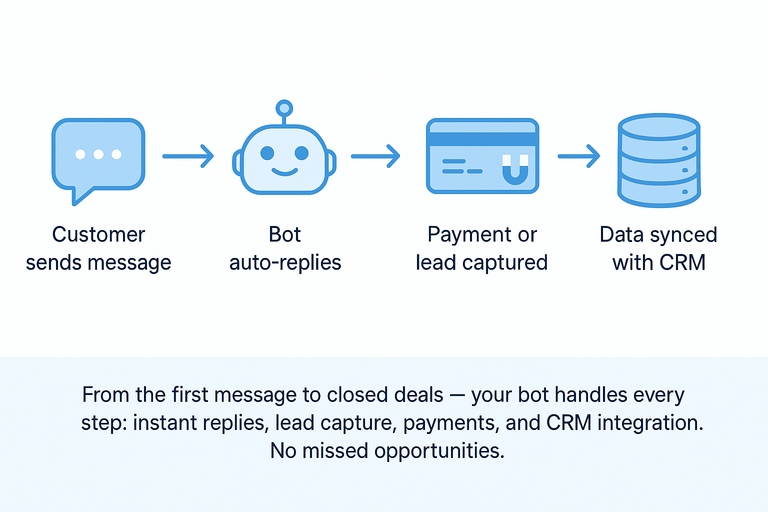 Customer
sends message
Bot
auto-replies
Payment or
lead captured
Data synced
with CRM
From the first message to closed deals — your bot handles every
step: instant replies, lead capture, payments, and CRM integration.
No missed opportunities.